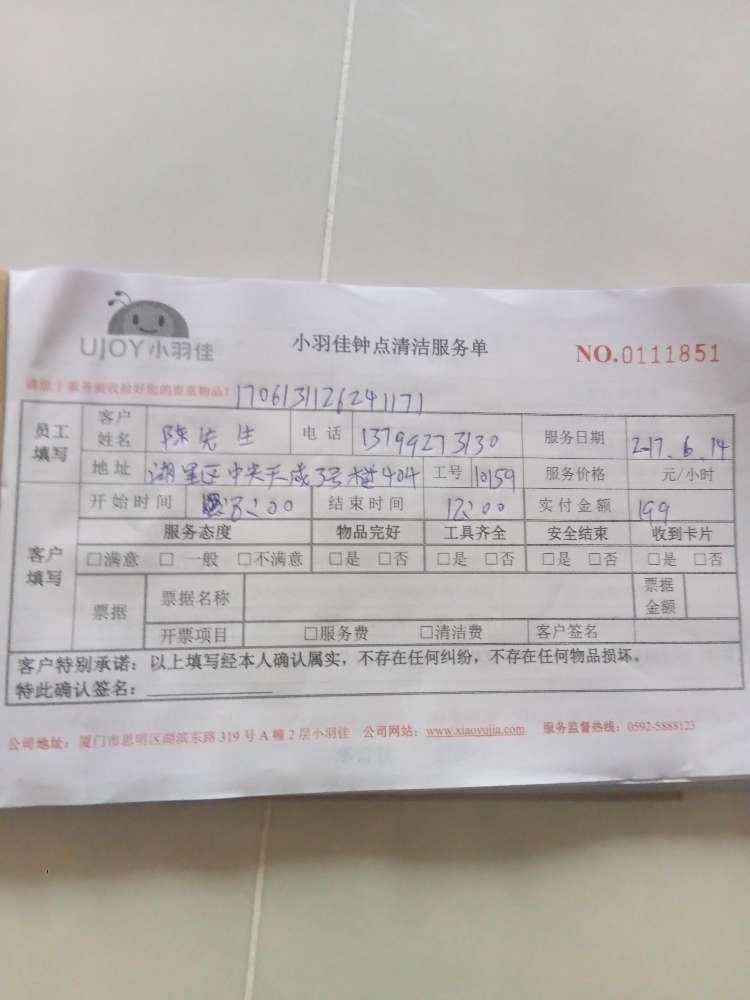 UJOY小羽佳
小羽佳钟点清洁服务单
NO.0111851
请您于服务前收拾好您的贵重物品!
1706131126241171
员工填写 客户姓名 陈先生 电话 13799273130 服务日期 2017.6.14
地址 湖里区中央天成3号楼404 工号 10159 服务价格 元/小时
客户填写 开始时间 8:00 结束时间 12:00 实付金额 199
服务态度 物品完好 工具齐全 安全结束 收到卡片
□满意 □一般 □不满意 □是 □否 □是 □否 □是 □否 □是 □否
票据 票据名称 票据金额
开票项目 □服务费 □清洁费 客户签名
客户特别承诺：以上填写经本人确认属实，不存在任何纠纷，不存在任何物品损坏。
特此确认签名：
公司地址：厦门市思明区湖滨东路319号A幢2层小羽佳 公司网站：www.xiaoyujia.com 服务监督热线：0592-5888123